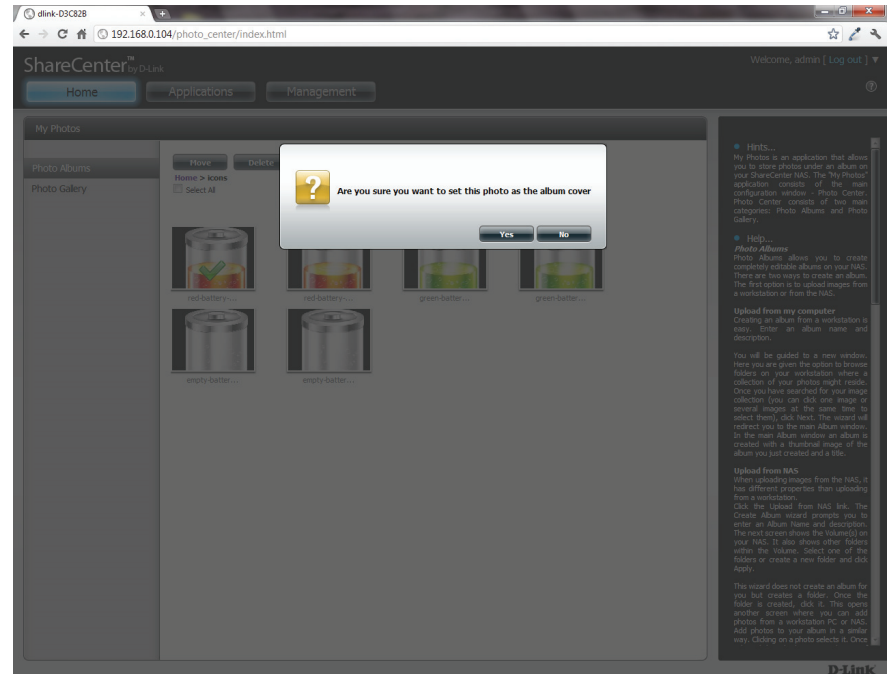 dlink-D3C82B
192.168.0.104/photo_center/index.html
ShareCenter™ by D-Link
Welcome, admin [ Log out ] ▼
Home
Applications
Management
My Photos
Photo Albums
Photo Gallery
Move
Delete
Home > icons
Select All
Are you sure you want to set this photo as the album cover
Yes
No
red-battery-...
red-battery-...
green-batter...
green-batter...
empty-batter...
empty-batter...
Hints...
My Photos is an application that allows
you to store photos under an album on
your ShareCenter NAS. The "My Photos"
application consists of the main
configuration window - Photo Center.
Photo Center consists of two main
categories: Photo Albums and Photo
Gallery.
Help...
Photo Albums
Photo Albums allows you to create
completely editable albums on your NAS.
There are two ways to create an album.
The first option is to upload images from
a workstation or from the NAS.
Upload from my computer
Creating an album from a workstation is
easy. Enter an album name and
description.
You will be guided to a new window.
Here you are given the option to browse
folders on your workstation where a
collection of your photos might reside.
Once you have searched for your image
collection (you can click one image or
several images at the same time to
select them), click Next. The wizard will
redirect you to the main Album window.
In the main Album window an album is
created with a thumbnail image of the
album you just created and a title.
Upload from NAS
When uploading images from the NAS, it
has different properties than uploading
from a workstation.
Click the Upload from NAS link. The
Create Album wizard prompts you to
enter an Album Name and description.
The next screen shows the Volume(s) on
your NAS. It also shows other folders
within the Volume. Select one of the
folders or create a new folder and click
Apply.
This wizard does not create an album for
you but creates a folder. Once the
folder is created, click it. This opens
another screen where you can add
photos from a workstation PC or NAS.
Add photos to your album in a similar
way. Clicking on a photo selects it. Once
D-Link